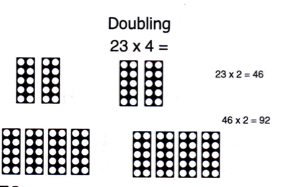 Doubling
23 x 4 =
23 x 2 = 46
46 x 2 = 92